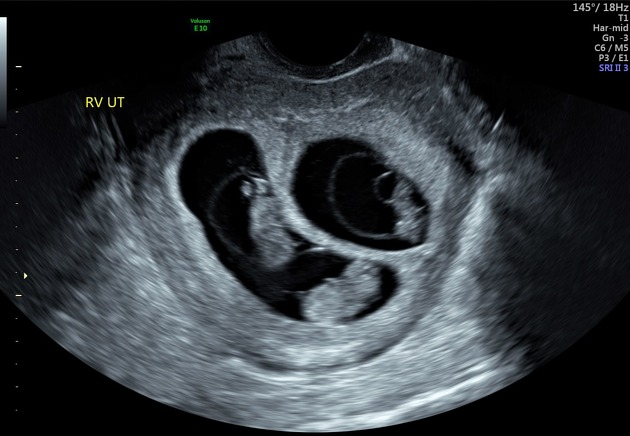 Voluson
E10
145°/ 18Hz
T1
Har-mid
Gn -3
C6 / M5
P3 / E1
SRI II 3
RV UT